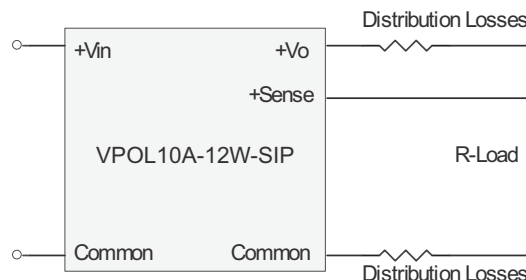 Distribution Losses
+Vin
+Vo
+Sense
VPOL10A-12W-SIP
R-Load
Common
Common
Distribution Losses